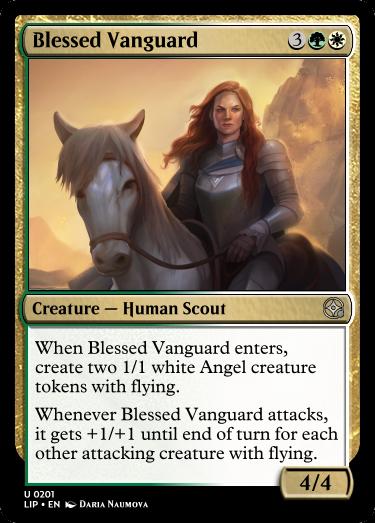 Blessed Vanguard 3
Creature — Human Scout
When Blessed Vanguard enters,
create two 1/1 white Angel creature
tokens with flying.
Whenever Blessed Vanguard attacks,
it gets +1/+1 until end of turn for each
other attacking creature with flying.
4/4
U 0201
LIP • EN Daria Naumova